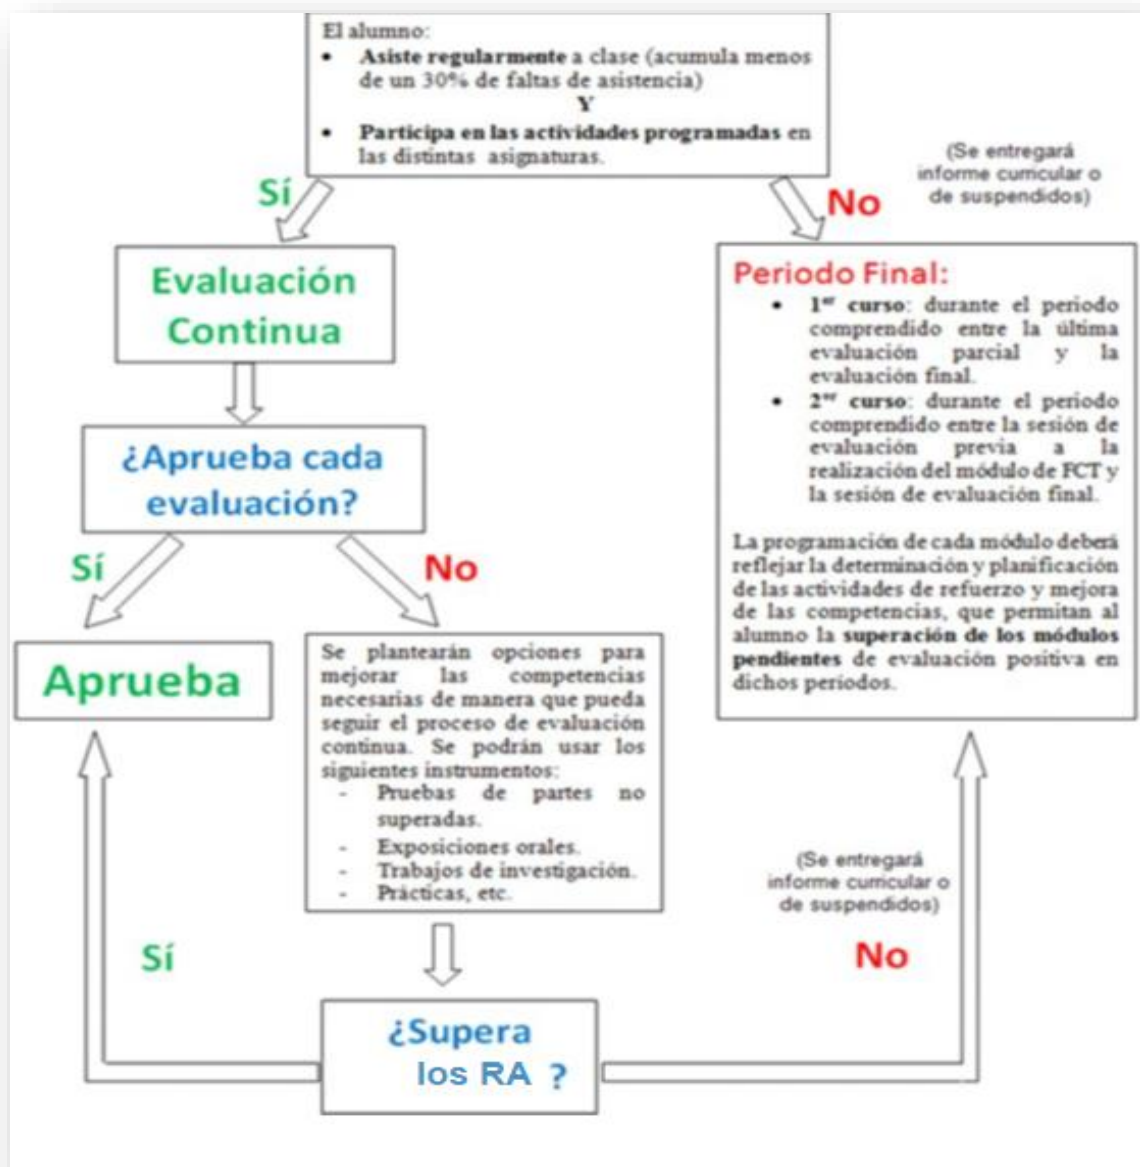 El alumno:
• Asiste regularmente a clase (acumula menos
de un 30% de faltas de asistencia)
Y
• Participa en las actividades programadas en
las distintas asignaturas.
(Se entregará
informe curricular o
de suspendidos)
Sí
No
Evaluación
Continua
Periodo Final:
• 1er curso: durante el periodo
comprendido entre la última
evaluación parcial y la
evaluación final.
• 2er curso: durante el periodo
comprendido entre la sesión de
evaluación previa a la
realización del módulo de FCT y
la sesión de evaluación final.
La programación de cada módulo deberá
reflejar la determinación y planificación
de las actividades de refuerzo y mejora
de las competencias, que permitan al
alumno la superación de los módulos
pendientes de evaluación positiva en
dichos períodos.
¿Aprueba cada
evaluación?
Sí
No
Aprueba
Se plantearán opciones para
mejorar las competencias
necesarias de manera que pueda
seguir el proceso de evaluación
continua. Se podrán usar los
siguientes instrumentos:
- Pruebas de partes no
superadas.
- Exposiciones orales.
- Trabajos de investigación.
- Prácticas, etc.
(Se entregará
informe curricular o
de suspendidos)
Sí
No
¿Supera
los RA ?